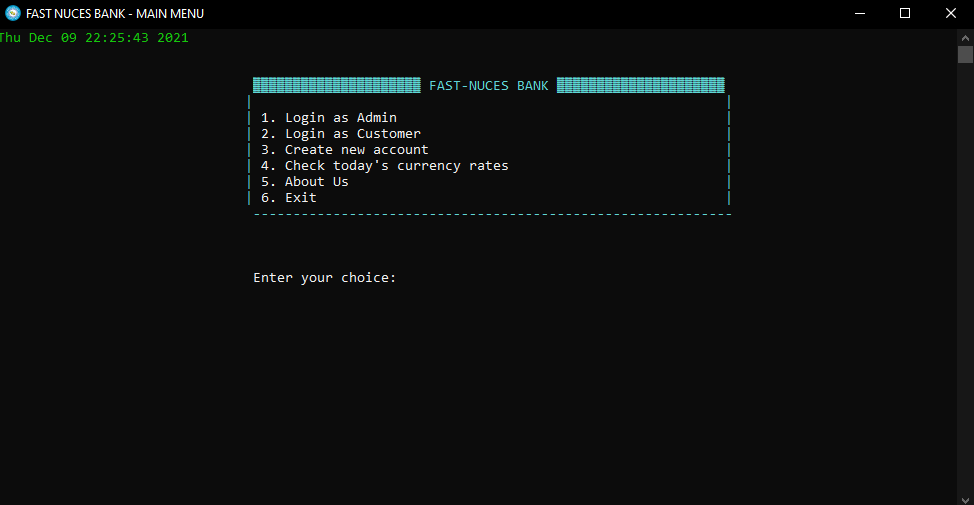 FAST NUCES BANK - MAIN MENU
Thu Dec 09 22:25:43 2021
FAST-NUCES BANK
1. Login as Admin
2. Login as Customer
3. Create new account
4. Check today's currency rates
5. About Us
6. Exit
Enter your choice: